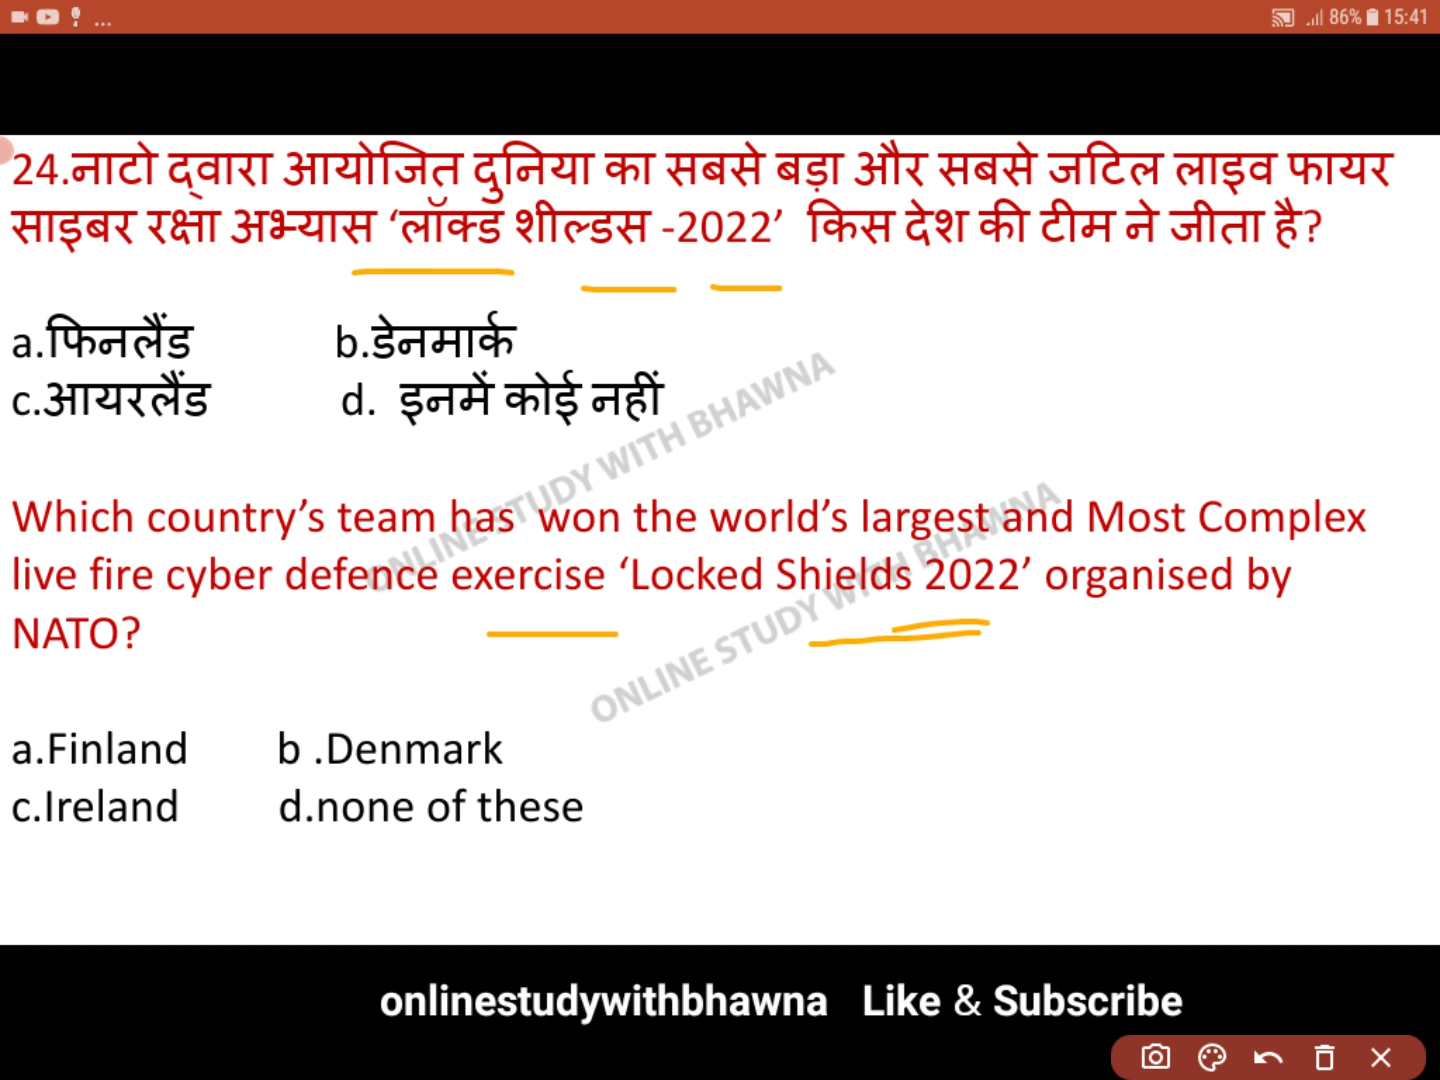 ... 86% 15:41
24.नाटो द्वारा आयोजित दुनिया का सबसे बड़ा और सबसे जटिल लाइव फायर
साइबर रक्षा अभ्यास ‘लॉक्ड शील्डस -2022’ किस देश की टीम ने जीता है?
a.फिनलैंड b.डेनमार्क
c.आयरलैंड d. इनमें कोई नहीं
ONLINE STUDY WITH BHAWNA
Which country’s team has won the world’s largest and Most Complex
live fire cyber defence exercise ‘Locked Shields 2022’ organised by
NATO?
ONLINE STUDY WITH BHAWNA
a.Finland b .Denmark
c.Ireland d.none of these
onlinestudywithbhawna Like & Subscribe